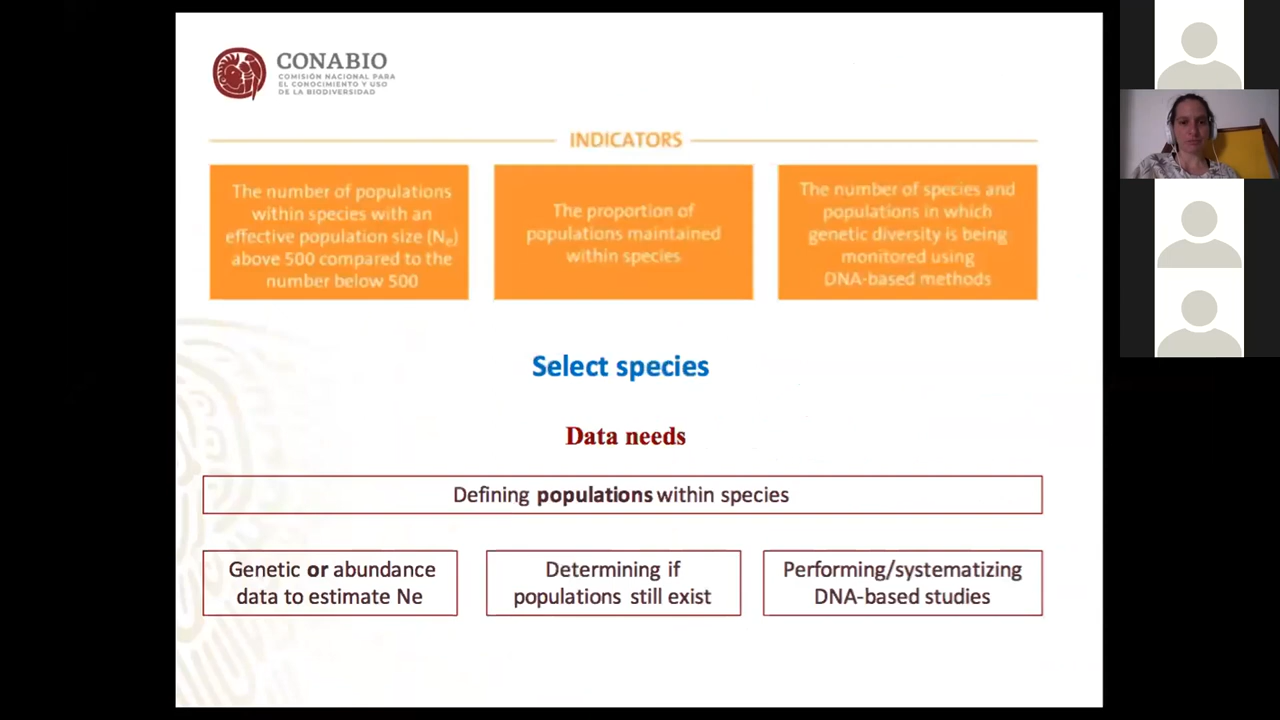 CONABIO
COMISIÓN NACIONAL PARA
EL CONOCIMIENTO Y USO
DE LA BIODIVERSIDAD
INDICATORS
The number of populations
within species with an
effective population size (Ne)
above 500 compared to the
number below 500
The proportion of
populations maintained
within species
The number of species and
populations in which
genetic diversity is being
monitored using
DNA-based methods
Select species
Data needs
Defining populations within species
Genetic or abundance
data to estimate Ne
Determining if
populations still exist
Performing/systematizing
DNA-based studies